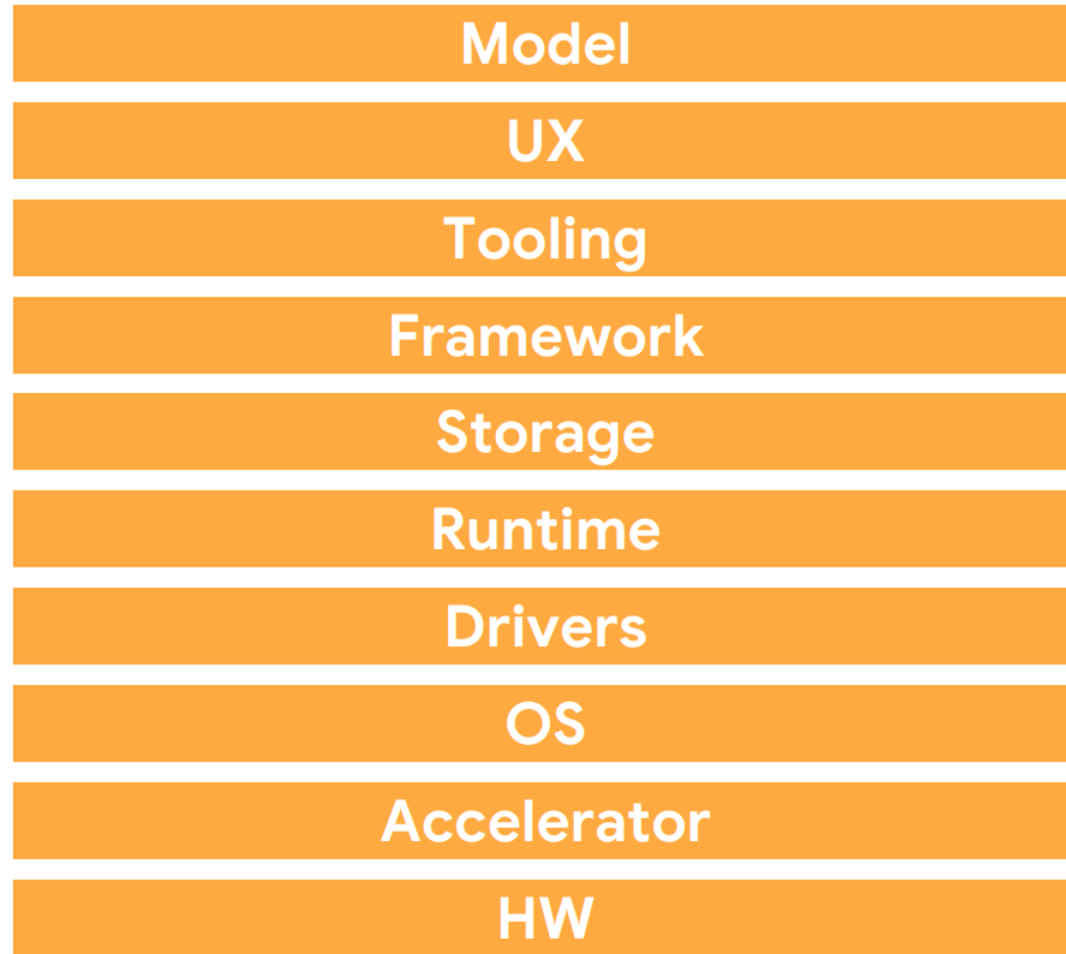 Model
UX
Tooling
Framework
Storage
Runtime
Drivers
OS
Accelerator
HW